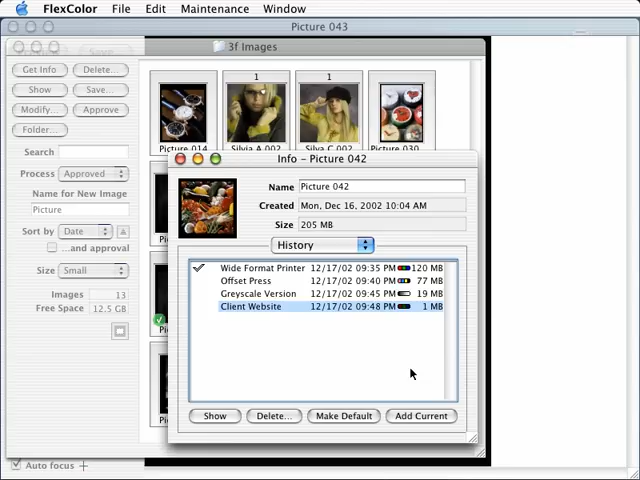 FlexColor File Edit Maintenance Window
Picture 043
3f Images
Get Info Delete...
Show Save...
Modify... Approve
Folder...
Search
Process Approved
Name for New Image
Picture
Sort by Date
...and approval
Size Small
Images 13
Free Space 12.5 GB
Auto focus
1 1
Picture 014 Silvia A 002 Silva C 002 Picture 030
Info - Picture 042
Name Picture 042
Created Mon, Dec 16, 2002 10:04 AM
Size 205 MB
History
Wide Format Printer 12/17/02 09:35 PM 120 MB
Offset Press 12/17/02 09:40 PM 77 MB
Greyscale Version 12/17/02 09:45 PM 19 MB
Client Website 12/17/02 09:48 PM 1 MB
Show Delete... Make Default Add Current